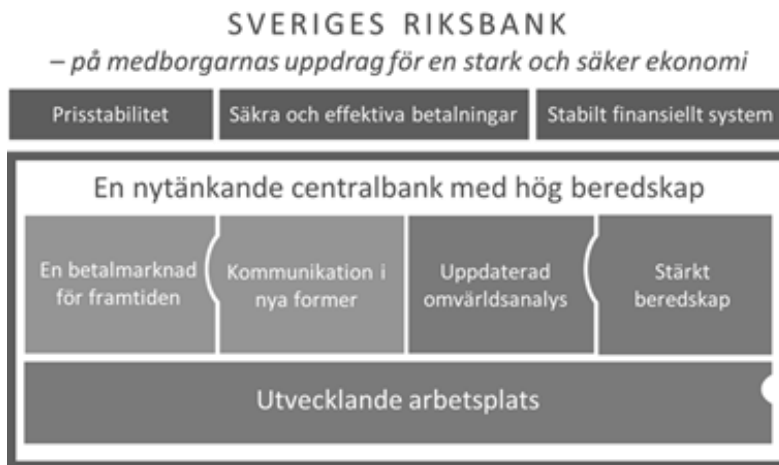 SVERIGES RIKSBANK
– på medborgarnas uppdrag för en stark och säker ekonomi
Prisstabilitet
Säkra och effektiva betalningar
Stabilt finansiellt system
En nytänkande centralbank med hög beredskap
En betalmarknad
för framtiden
Kommunikation i
nya former
Uppdaterad
omvärldsanalys
Stärkt
beredskap
Utvecklande arbetsplats